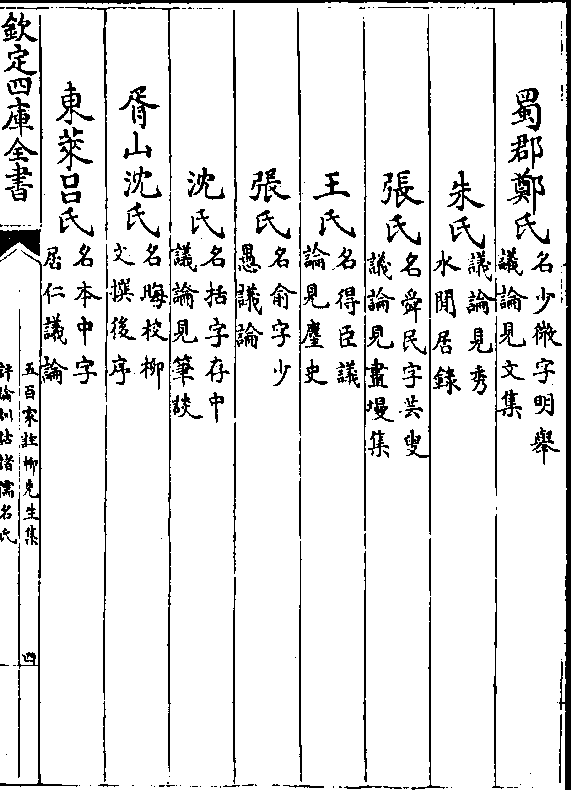 蜀郡鄭氏名少微字明舉議論見文集
朱氏議論見秀水閒居錄
張氏名舜民字芸叟議論見畫墁集
王氏名得臣議論見麈史
張氏名俞字少愚議論
沈氏名括字存中議論見筆談
胥山沈氏名晦校柳文撰後序
東萊呂氏名本中字居仁議論
欽定四庫全書
五百家註柳先生集
評論訓詁諸儒名氏
四